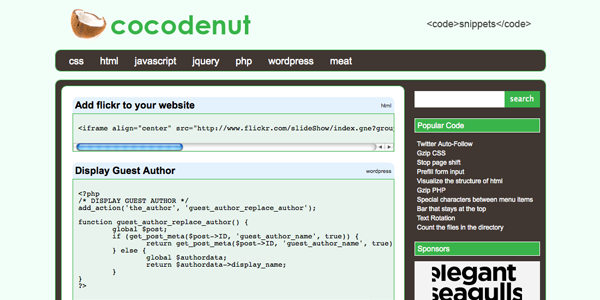 cocodenut
<code>snippets</code>
css html javascript jquery php wordpress meat
Add flickr to your website
html
<iframe align="center" src="http://www.flickr.com/slideShow/index.gne?group
Display Guest Author
wordpress
<?php
/* DISPLAY GUEST AUTHOR */
add_action('the_author', 'guest_author_replace_author');
function guest_author_replace_author() {
global $post;
if (get_post_meta($post->ID, 'guest_author_name', true)) {
return get_post_meta($post->ID, 'guest_author_name', true)
} else {
global $authordata;
return $authordata->display_name;
}
}
?>
search
Popular Code
Twitter Auto-Follow
Gzip CSS
Stop page shift
Prefill form input
Visualize the structure of html
Gzip PHP
Special characters between menu items
Bar that stays at the top
Text Rotation
Count the files in the directory
Sponsors
elegant
seagulls